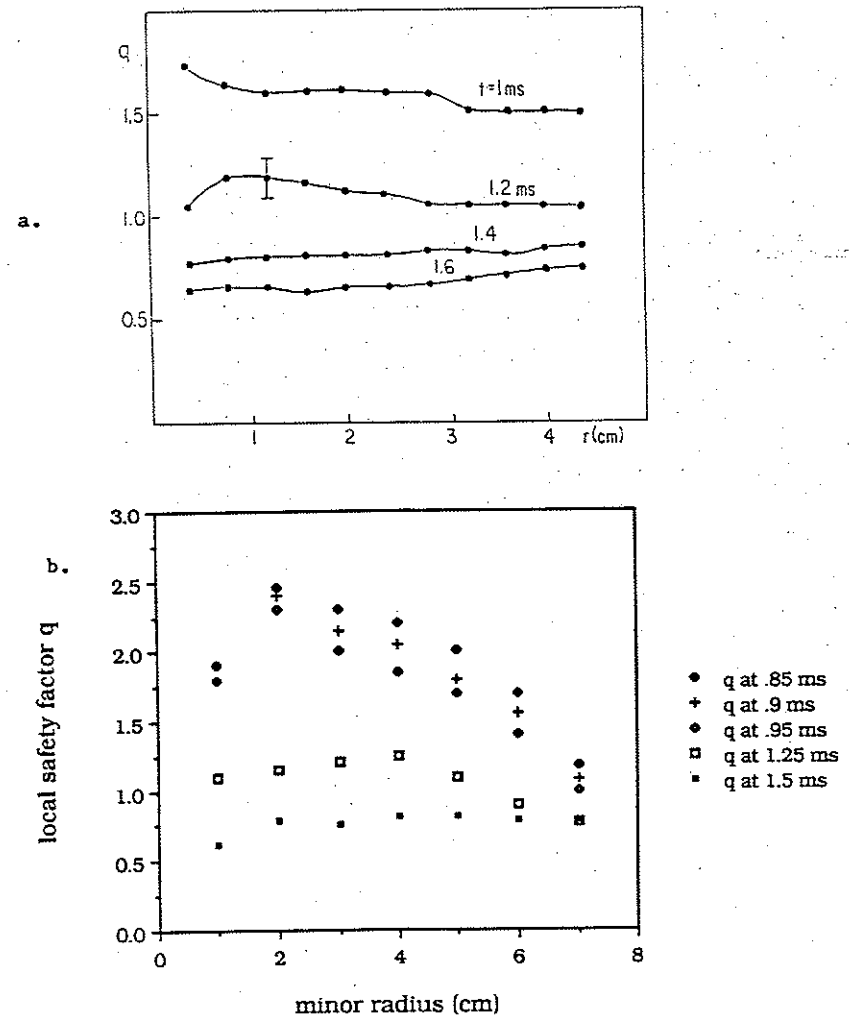 a.
q
1.5
1.0
0.5
t=1ms
1.2 ms
1.4
1.6
1
2
3
4
r(cm)
b.
local safety factor q
3.0
2.5
2.0
1.5
1.0
0.5
0.0
0
2
4
6
8
minor radius (cm)
q at .85 ms
q at .9 ms
q at .95 ms
q at 1.25 ms
q at 1.5 ms